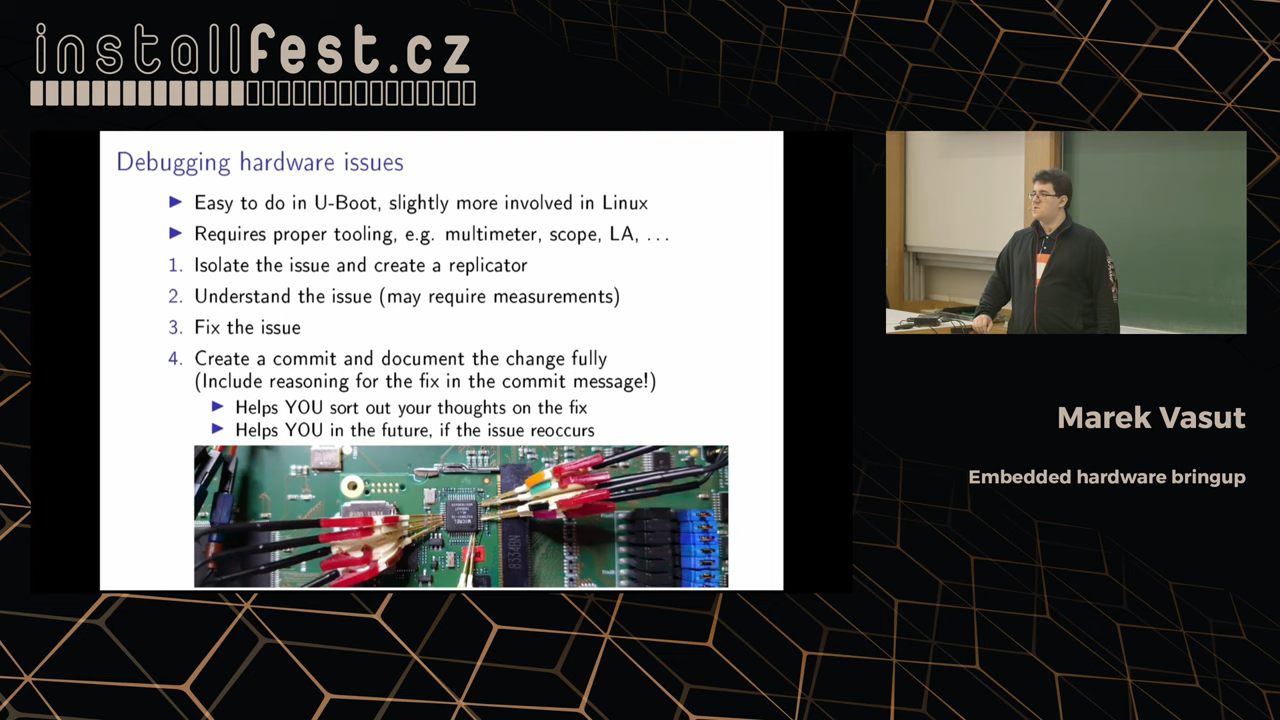 installfest.cz
Debugging hardware issues
Easy to do in U-Boot, slightly more involved in Linux
Requires proper tooling, e.g. multimeter, scope, LA, ...
1. Isolate the issue and create a replicator
2. Understand the issue (may require measurements)
3. Fix the issue
4. Create a commit and document the change fully
(Include reasoning for the fix in the commit message!)
Helps YOU sort out your thoughts on the fix
Helps YOU in the future, if the issue reoccurs
MICREL
8334BN
Marek Vasut
Embedded hardware bringup